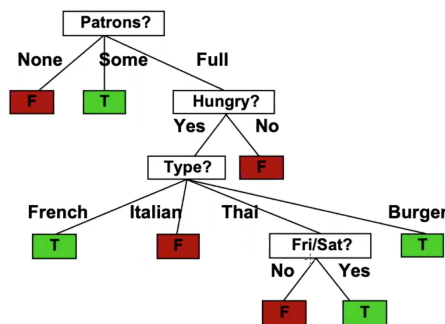 Patrons?
None Some Full
F T Hungry?
Yes No
Type? F
French Italian Thai Burger
T F Fri/Sat? T
No Yes
F T